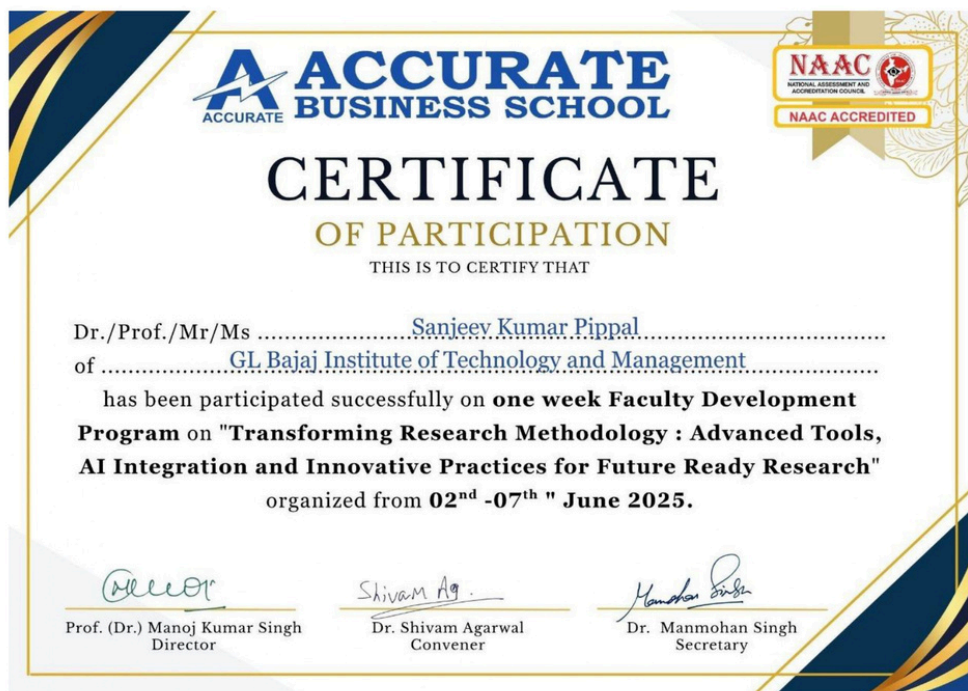 ACCURATE
ACCURATE
BUSINESS SCHOOL
NAAC
NATIONAL ASSESSMENT AND
ACCREDITATION COUNCIL
NAAC ACCREDITED
CERTIFICATE
OF PARTICIPATION
THIS IS TO CERTIFY THAT
Dr./Prof./Mr/Ms ........ Sanjeev Kumar Pippal ........
of ........ GL Bajaj Institute of Technology and Management ........
has been participated successfully on one week Faculty Development
Program on "Transforming Research Methodology : Advanced Tools,
AI Integration and Innovative Practices for Future Ready Research"
organized from 02nd -07th " June 2025.
Shivam Ag.
Manmohan Singh
Prof. (Dr.) Manoj Kumar Singh
Director
Dr. Shivam Agarwal
Convener
Dr. Manmohan Singh
Secretary